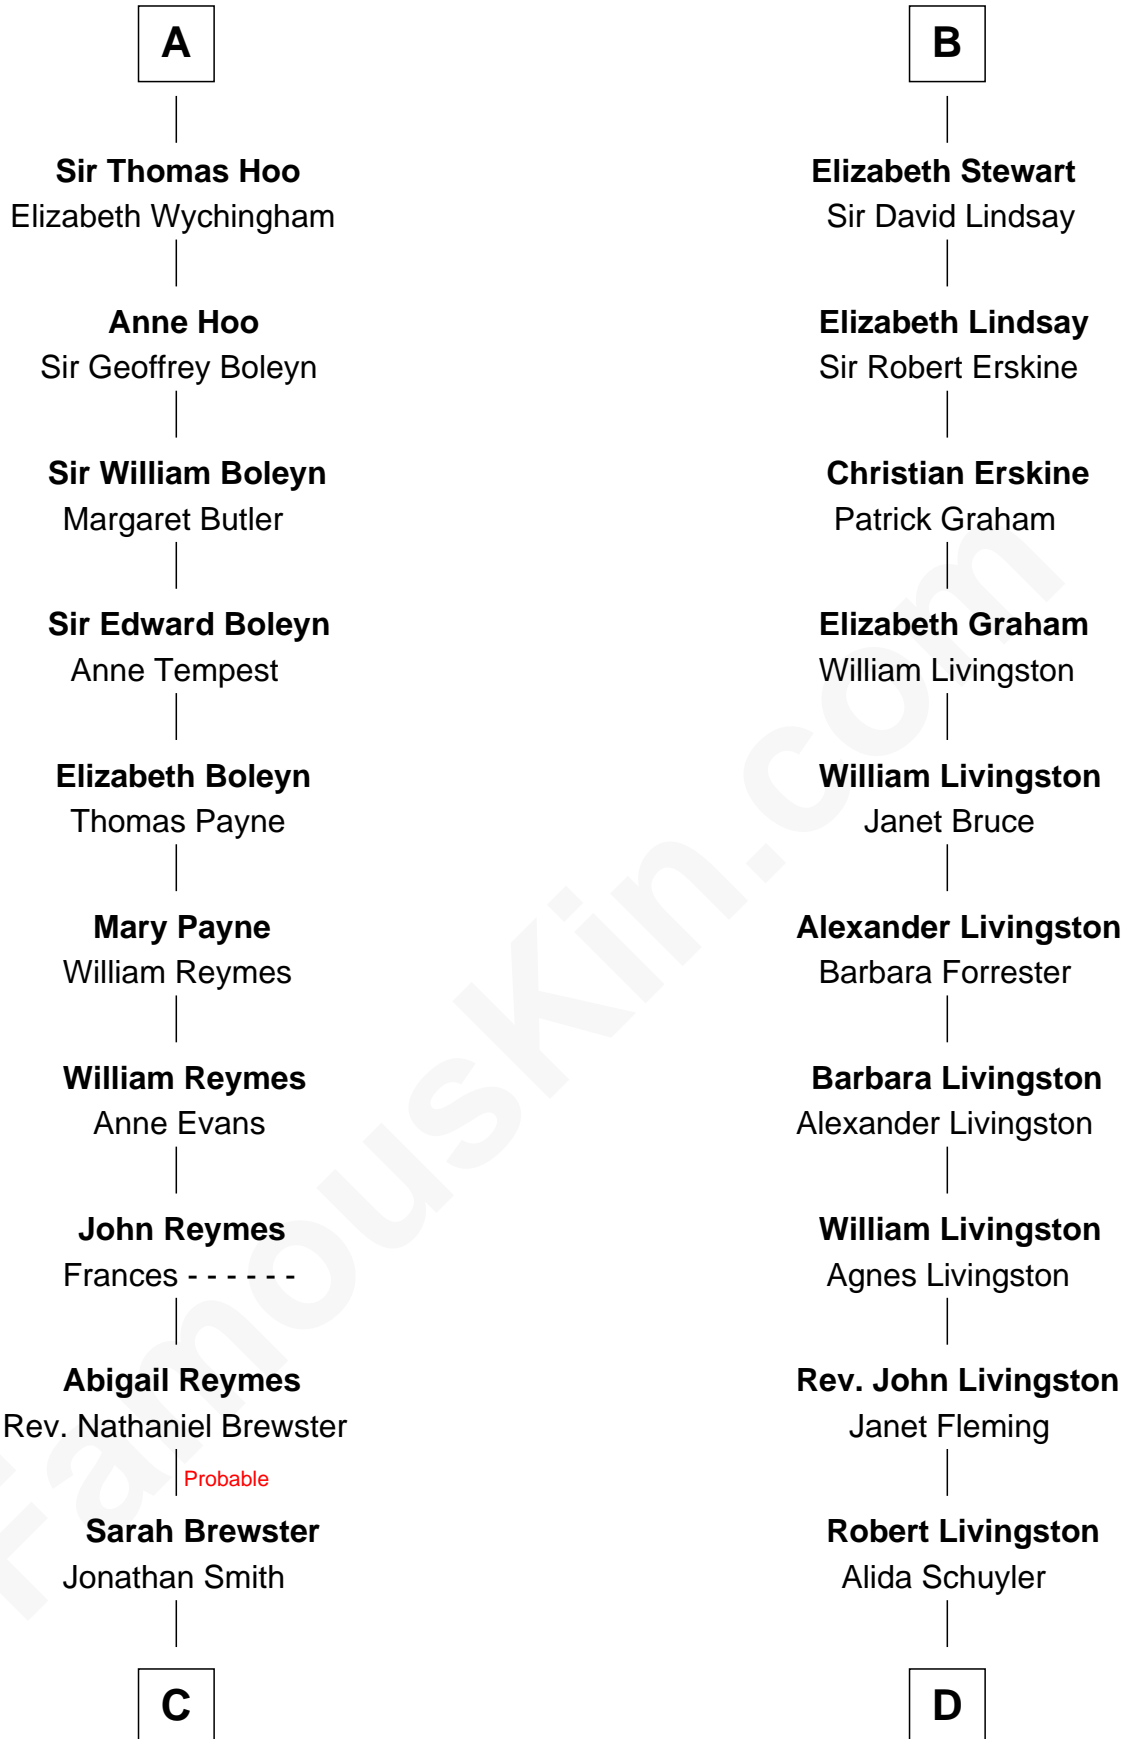 A
Sir Thomas Hoo
Elizabeth Wychingham
Anne Hoo
Sir Geoffrey Boleyn
Sir William Boleyn
Margaret Butler
Sir Edward Boleyn
Anne Tempest
Elizabeth Boleyn
Thomas Payne
Mary Payne
William Reymes
William Reymes
Anne Evans
John Reymes
Frances - - - - - -
Abigail Reymes
Rev. Nathaniel Brewster
Probable
Sarah Brewster
Jonathan Smith
C
B
Elizabeth Stewart
Sir David Lindsay
Elizabeth Lindsay
Sir Robert Erskine
Christian Erskine
Patrick Graham
Elizabeth Graham
William Livingston
William Livingston
Janet Bruce
Alexander Livingston
Barbara Forrester
Barbara Livingston
Alexander Livingston
William Livingston
Agnes Livingston
Rev. John Livingston
Janet Fleming
Robert Livingston
Alida Schuyler
D
FamousKin.com